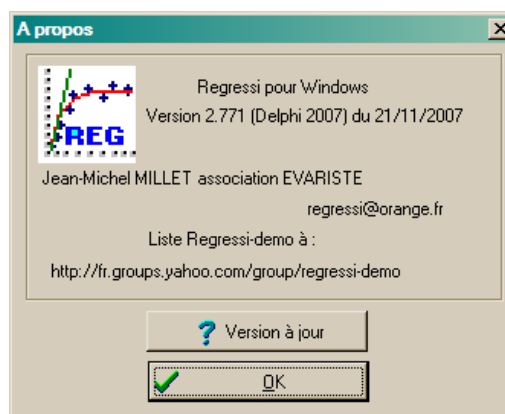 A propos
REG
Regressi pour Windows
Version 2.771 (Delphi 2007) du 21/11/2007
Jean-Michel MILLET association EVARISTE
regressi@orange.fr
Liste Regressi-demo à :
http://fr.groups.yahoo.com/group/regressi-demo
? Version à jour
OK